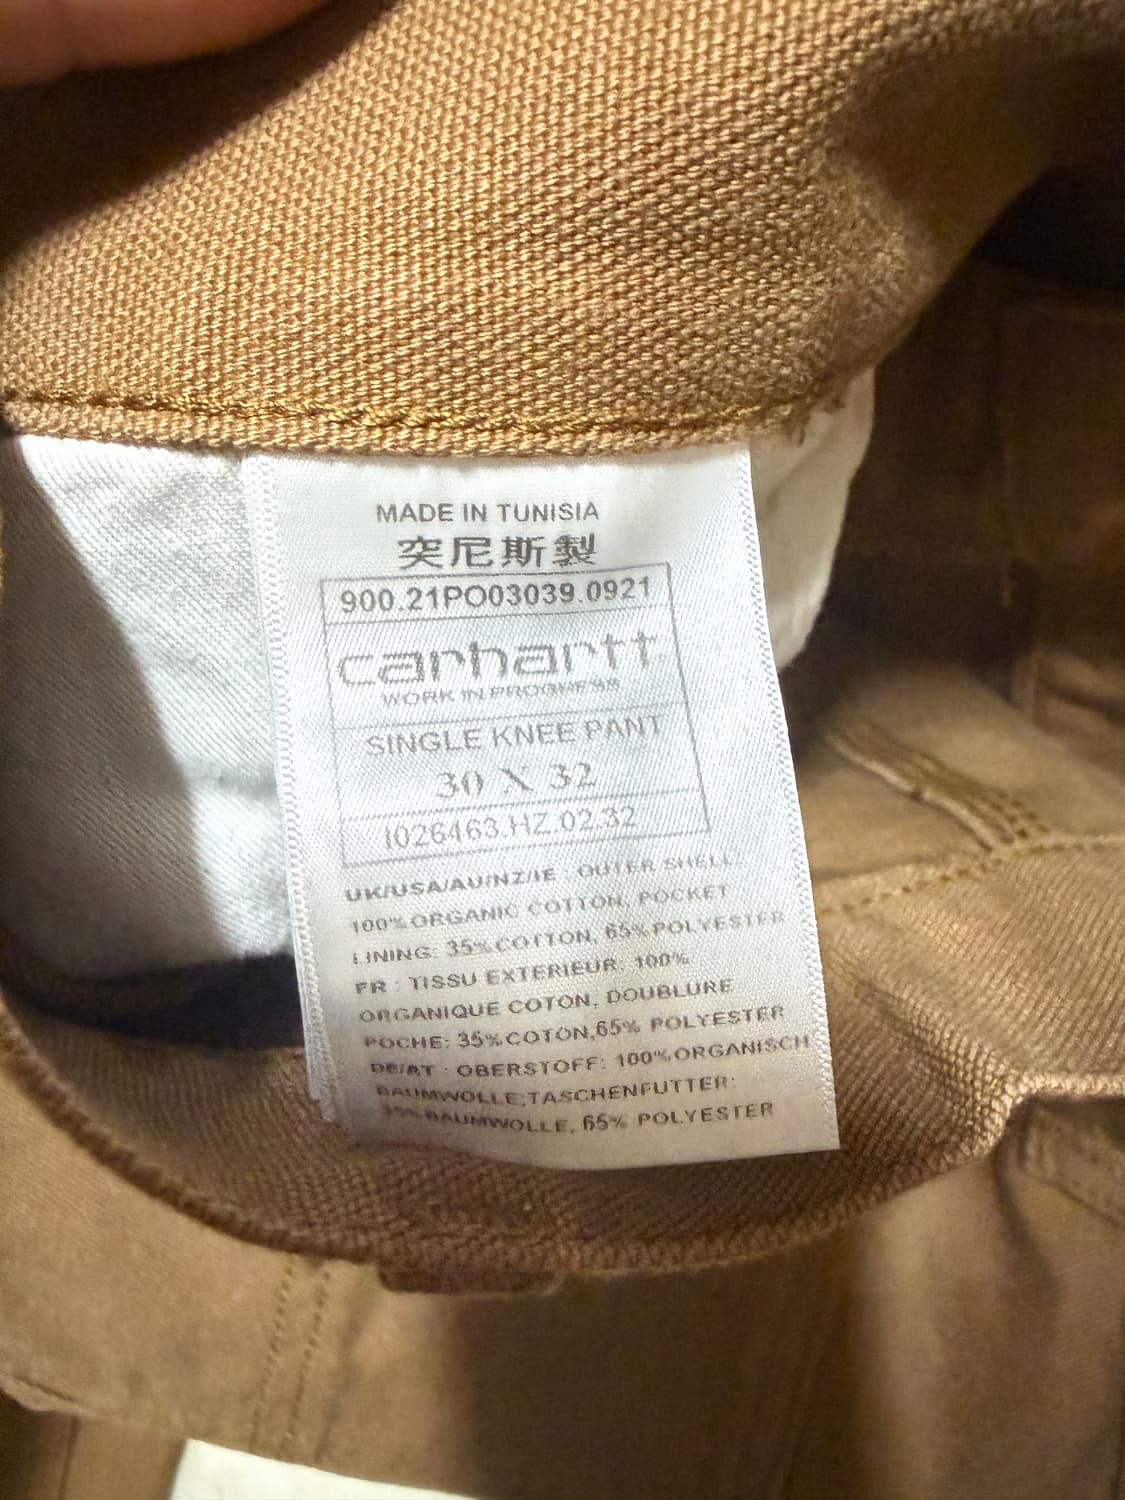 MADE IN TUNISIA
突尼斯製
900.21PO03039.0921
carhartt
WORK IN PROGRESS
SINGLE KNEE PANT
30 X 32
I026463.HZ.02.32
UK/USA/AU/NZ/IE : OUTER SHELL:
100% ORGANIC COTTON, POCKET
LINING: 35% COTTON, 65% POLYESTER
FR : TISSU EXTERIEUR: 100%
ORGANIQUE COTON, DOUBLURE
POCHE: 35% COTON,65% POLYESTER
DE/AT : OBERSTOFF: 100%ORGANISCH
BAUMWOLLE;TASCHENFUTTER:
35% BAUMWOLLE, 65% POLYESTER